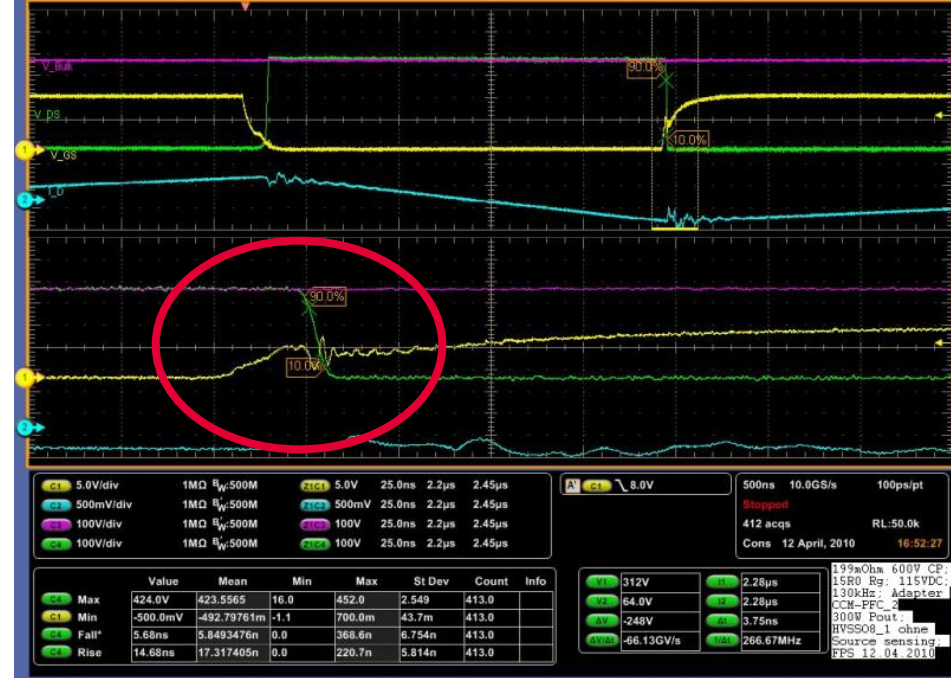 V_Bulk
90.0%
V_DS
10.0%
1
V_GS
I_D
2
90.0%
10.0%
1
2
C1 5.0V/div 1MΩ BW:500M Z1C1 5.0V 25.0ns 2.2µs 2.45µs
C2 500mV/div 1MΩ BW:500M Z1C2 500mV 25.0ns 2.2µs 2.45µs
C3 100V/div 1MΩ BW:500M Z1C3 100V 25.0ns 2.2µs 2.45µs
C4 100V/div 1MΩ BW:500M Z1C4 100V 25.0ns 2.2µs 2.45µs
A' C1 8.0V
500ns 10.0GS/s 100ps/pt
Stopped
412 acqs RL:50.0k
Cons 12 April, 2010 16:52:27
Value Mean Min Max St Dev Count Info
C4 Max 424.0V 423.5565 16.0 452.0 2.549 413.0
C1 Min -500.0mV -492.79761m -1.1 700.0m 43.7m 413.0
C4 Fall* 5.68ns 5.8493476n 0.0 368.6n 6.754n 413.0
C4 Rise 14.68ns 17.317405n 0.0 220.7n 5.814n 413.0
V1 312V t1 2.28µs
V2 64.0V t2 2.28µs
ΔV -248V Δt 3.75ns
ΔV/Δt -66.13GV/s 1/Δt 266.67MHz
199mOhm 600V CP;
15R0 Rg; 115VDC;
130kHz; Adapter
CCM-PFC_2
300W Pout;
HVSSO8_1 ohne
Source sensing;
FPS 12.04.2010